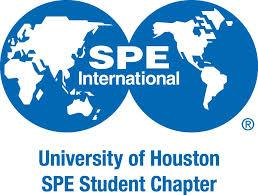 SPE
International
®
University of Houston
SPE Student Chapter